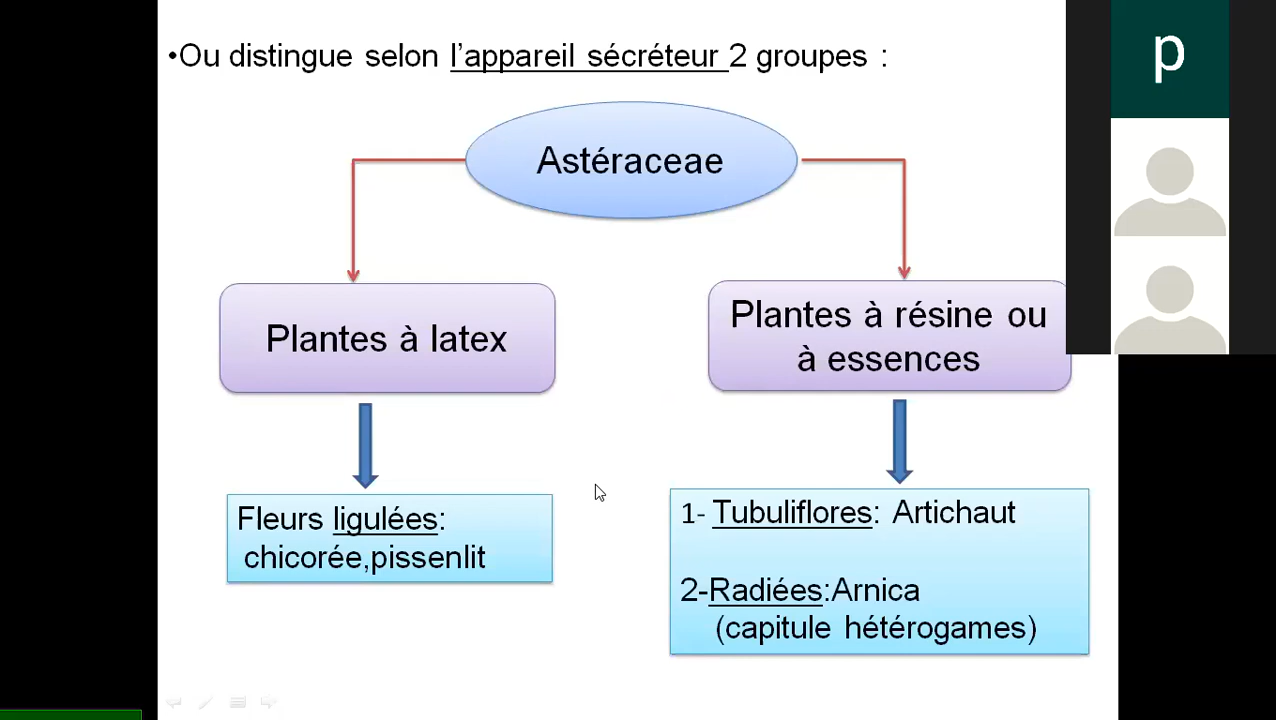 •Ou distingue selon l’appareil sécréteur 2 groupes :
p
Astéraceae
Plantes à latex
Plantes à résine ou
à essences
Fleurs ligulées:
chicorée,pissenlit
1- Tubuliflores: Artichaut
2-Radiées:Arnica
(capitule hétérogames)